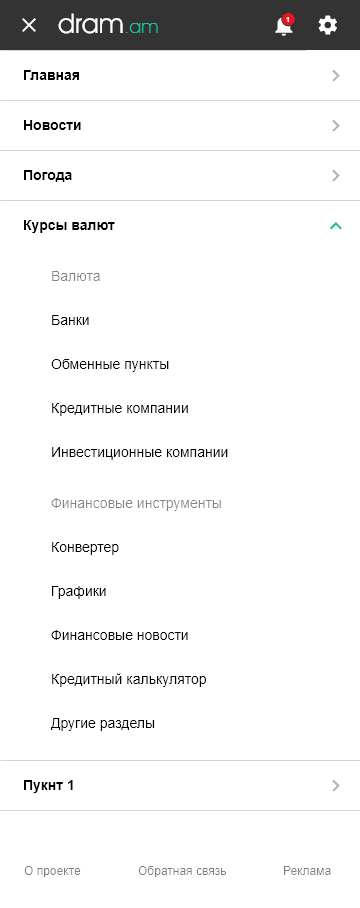 dram.am
1
Главная
Новости
Погода
Курсы валют
Валюта
Банки
Обменные пункты
Кредитные компании
Инвестиционные компании
Финансовые инструменты
Конвертер
Графики
Финансовые новости
Кредитный калькулятор
Другие разделы
Пукнт 1
О проекте Обратная связь Реклама